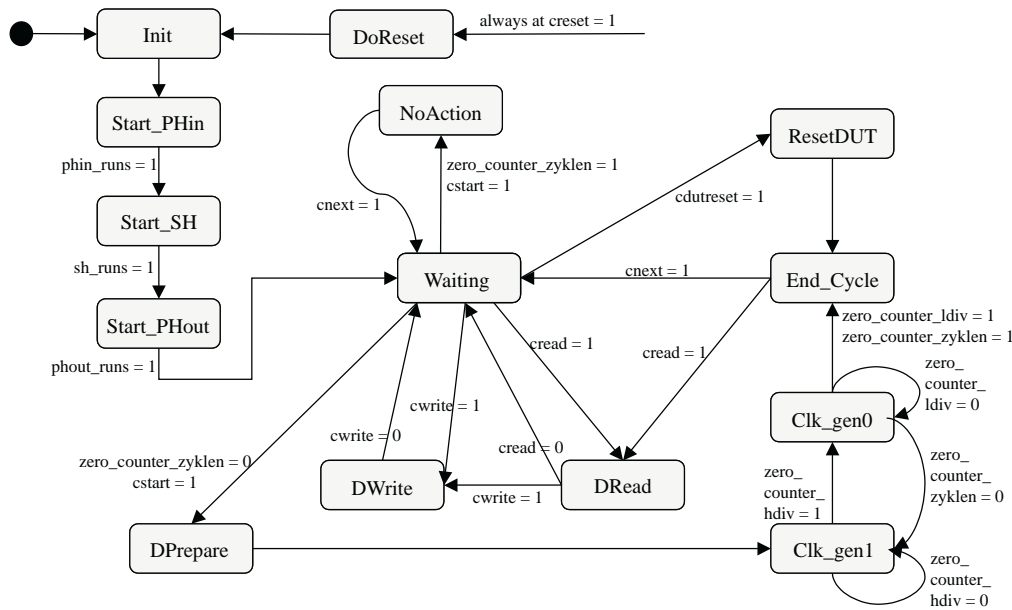 always at creset = 1
Init
DoReset
NoAction
Start_PHin
ResetDUT
phin_runs = 1
zero_counter_zyklen = 1
cstart = 1
cdutreset = 1
cnext = 1
Start_SH
sh_runs = 1
Waiting
cnext = 1
End_Cycle
Start_PHout
zero_counter_ldiv = 1
zero_counter_zyklen = 1
phout_runs = 1
cread = 1
cread = 1
zero_
counter_
ldiv = 0
cwrite = 1
Clk_gen0
cwrite = 0
cread = 0
zero_counter_zyklen = 0
cstart = 1
zero_
counter_
hdiv = 1
zero_
counter_
zyklen = 0
DWrite
cwrite = 1
DRead
DPrepare
Clk_gen1
zero_
counter_
hdiv = 0